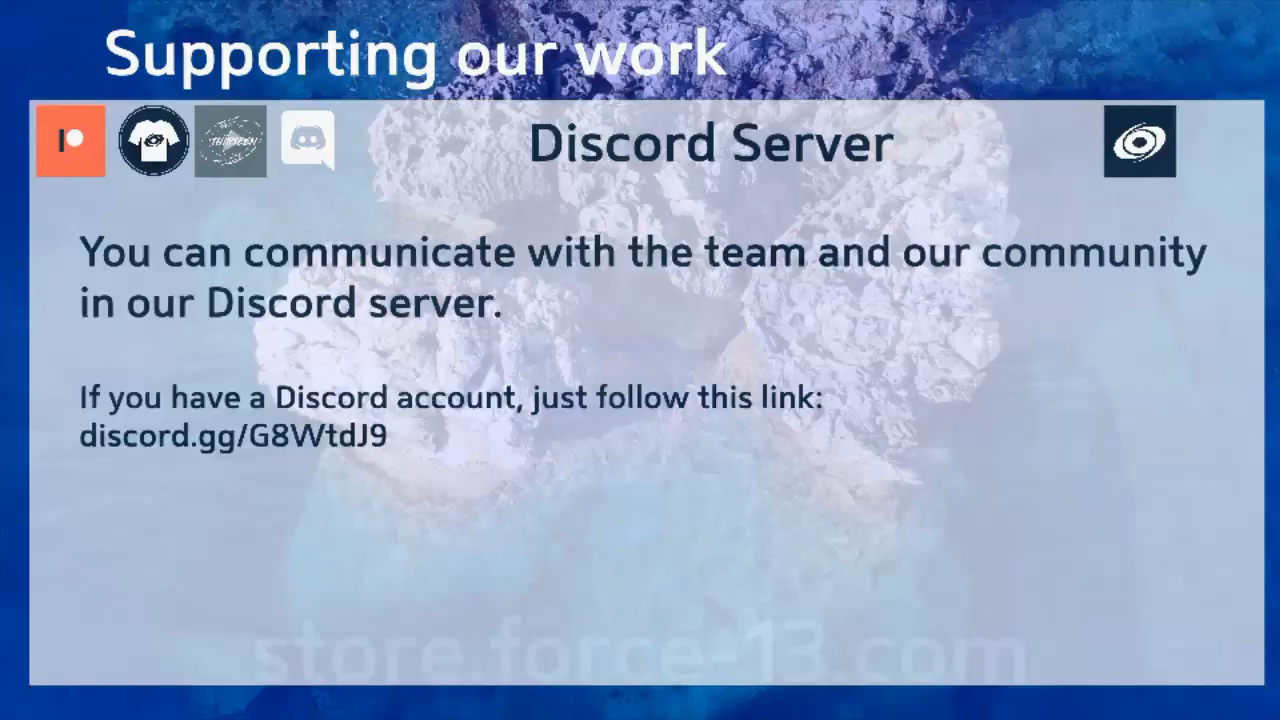 Supporting our work
THIRTEEN
Discord Server
You can communicate with the team and our community
in our Discord server.
If you have a Discord account, just follow this link:
discord.gg/G8WtdJ9
store.force-13.com